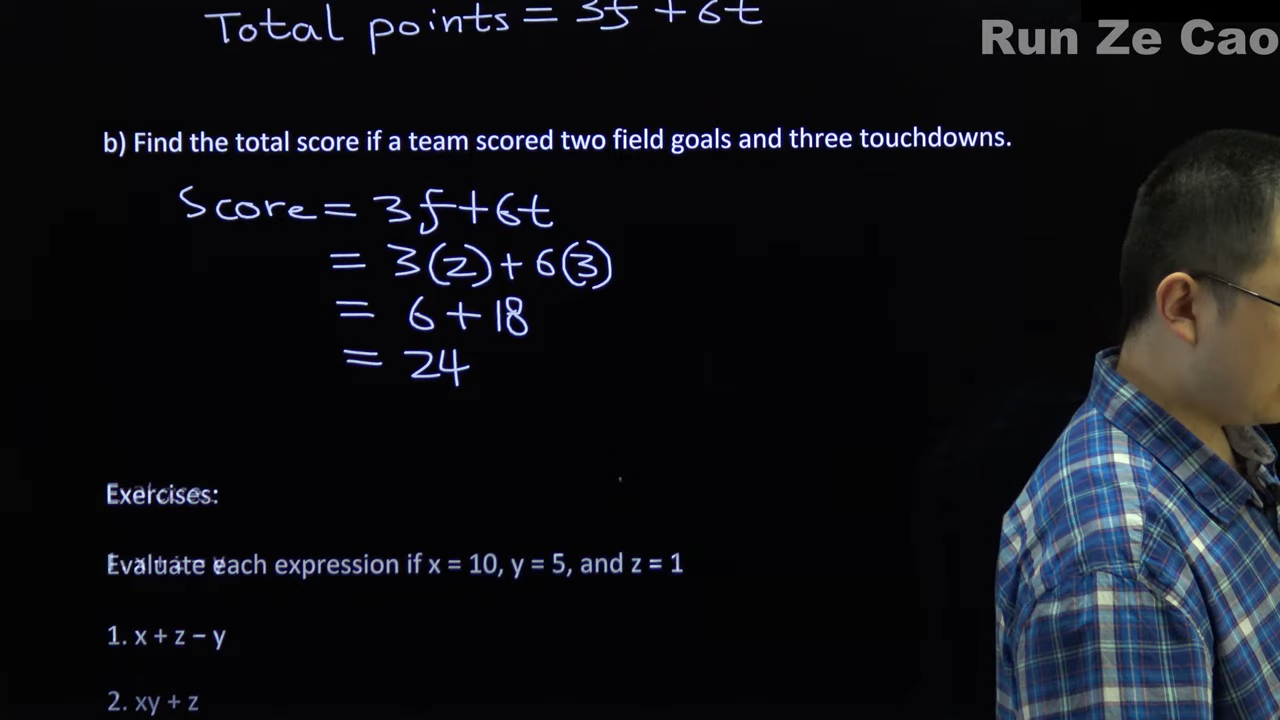 Total points = 3f + 6t
Run Ze Cao
b) Find the total score if a team scored two field goals and three touchdowns.
Score = 3f + 6t
= 3(2) + 6(3)
= 6 + 18
= 24
Exercises:
Evaluate each expression if x = 10, y = 5, and z = 1
1. x + z – y
2. xy + z